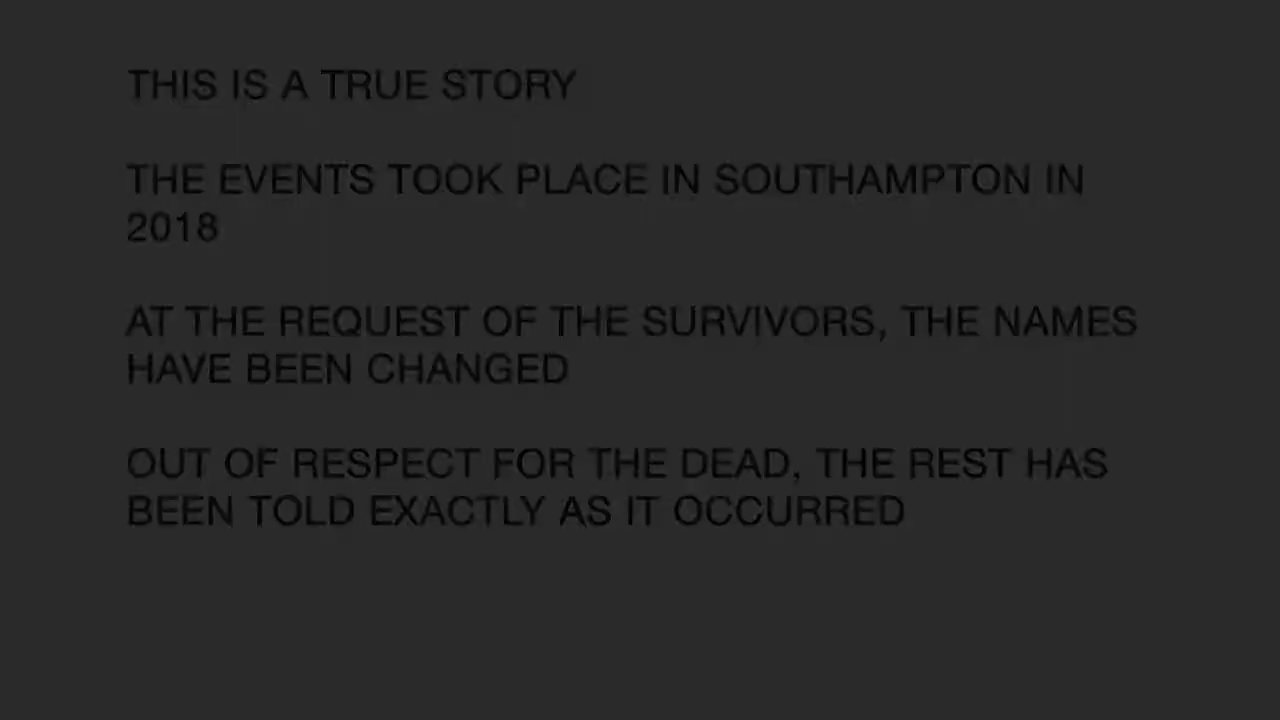 THIS IS A TRUE STORY
THE EVENTS TOOK PLACE IN SOUTHAMPTON IN
2018
AT THE REQUEST OF THE SURVIVORS, THE NAMES
HAVE BEEN CHANGED
OUT OF RESPECT FOR THE DEAD, THE REST HAS
BEEN TOLD EXACTLY AS IT OCCURRED